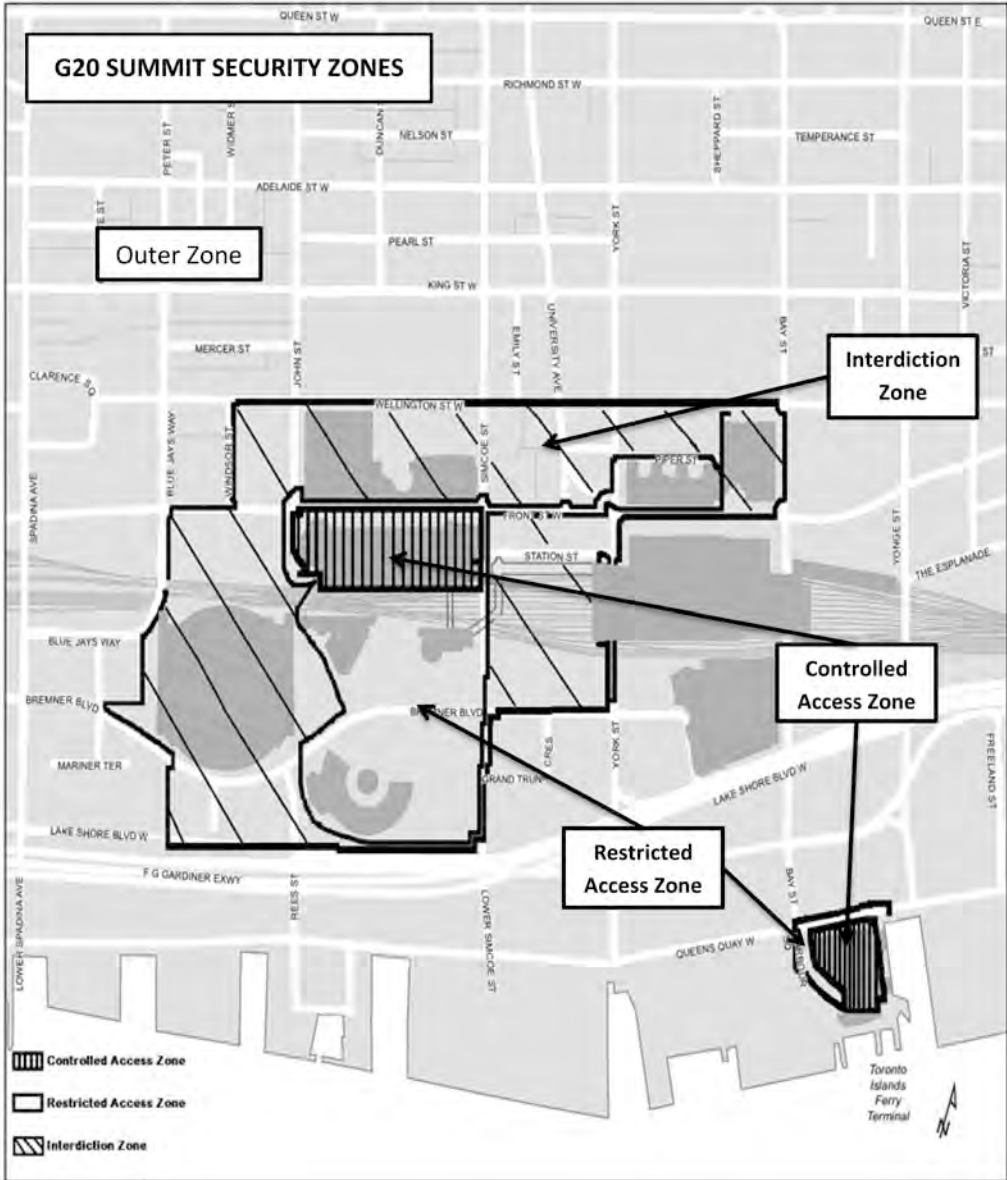 QUEEN ST W
QUEEN ST E
G20 SUMMIT SECURITY ZONES
RICHMOND ST W
PETER ST
WIDMER S
DUNCAN
NELSON ST
SHEPPARD ST
TEMPERANCE ST
ADELAIDE ST W
E ST
Outer Zone
PEARL ST
YORK ST
VICTORIA ST
KING ST W
MERCER ST
JOHN ST
EMILY ST
UNIVERSITY AVE
BAY ST
ST
Interdiction
Zone
CLARENCE SQ
WELLINGTON ST W
BLUE JAYS WAY
WINDSOR ST
SIMCOE ST
PIPER ST
SPADINA AVE
FRONT ST W
STATION ST
YONGE ST
THE ESPLANADE
BLUE JAYS WAY
Controlled
Access Zone
BREMNER BLVD
BREMNER BLVD
MARINER TER
GRAND TRUN
CRES
YORK ST
FREELAND ST
LAKE SHORE BLVD W
LAKE SHORE BLVD W
Restricted
Access Zone
F G GARDINER EXWY
LOWER SPADINA AVE
REES ST
LOWER SIMCOE ST
BAY ST
QUEENS QUAY W
Controlled Access Zone
Restricted Access Zone
Interdiction Zone
Toronto
Islands
Ferry
Terminal
N